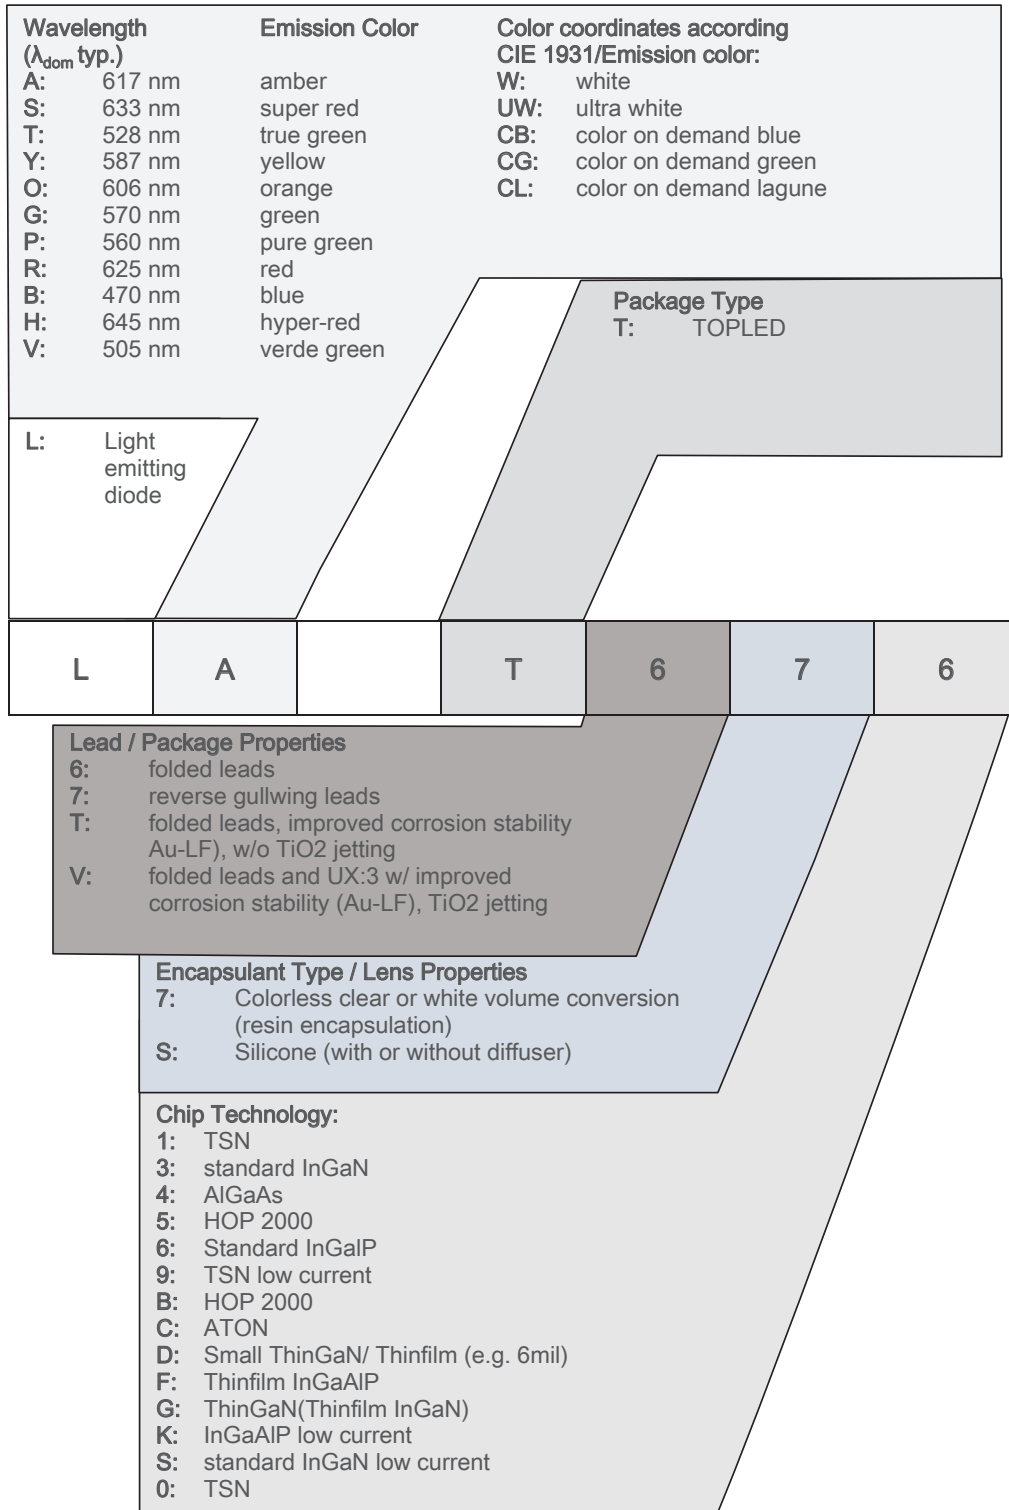 Wavelength Emission Color Color coordinates according
(λdom typ.) CIE 1931/Emission color:
A: 617 nm amber W: white
S: 633 nm super red UW: ultra white
T: 528 nm true green CB: color on demand blue
Y: 587 nm yellow CG: color on demand green
O: 606 nm orange CL: color on demand lagune
G: 570 nm green
P: 560 nm pure green
R: 625 nm red
B: 470 nm blue
H: 645 nm hyper-red
V: 505 nm verde green
Package Type
T: TOPLED
L: Light
emitting
diode
L A T 6 7 6
Lead / Package Properties
6: folded leads
7: reverse gullwing leads
T: folded leads, improved corrosion stability
Au-LF), w/o TiO2 jetting
V: folded leads and UX:3 w/ improved
corrosion stability (Au-LF), TiO2 jetting
Encapsulant Type / Lens Properties
7: Colorless clear or white volume conversion
(resin encapsulation)
S: Silicone (with or without diffuser)
Chip Technology:
1: TSN
3: standard InGaN
4: AlGaAs
5: HOP 2000
6: Standard InGalP
9: TSN low current
B: HOP 2000
C: ATON
D: Small ThinGaN/ Thinfilm (e.g. 6mil)
F: Thinfilm InGaAlP
G: ThinGaN(Thinfilm InGaN)
K: InGaAlP low current
S: standard InGaN low current
0: TSN